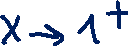 x → 1⁺